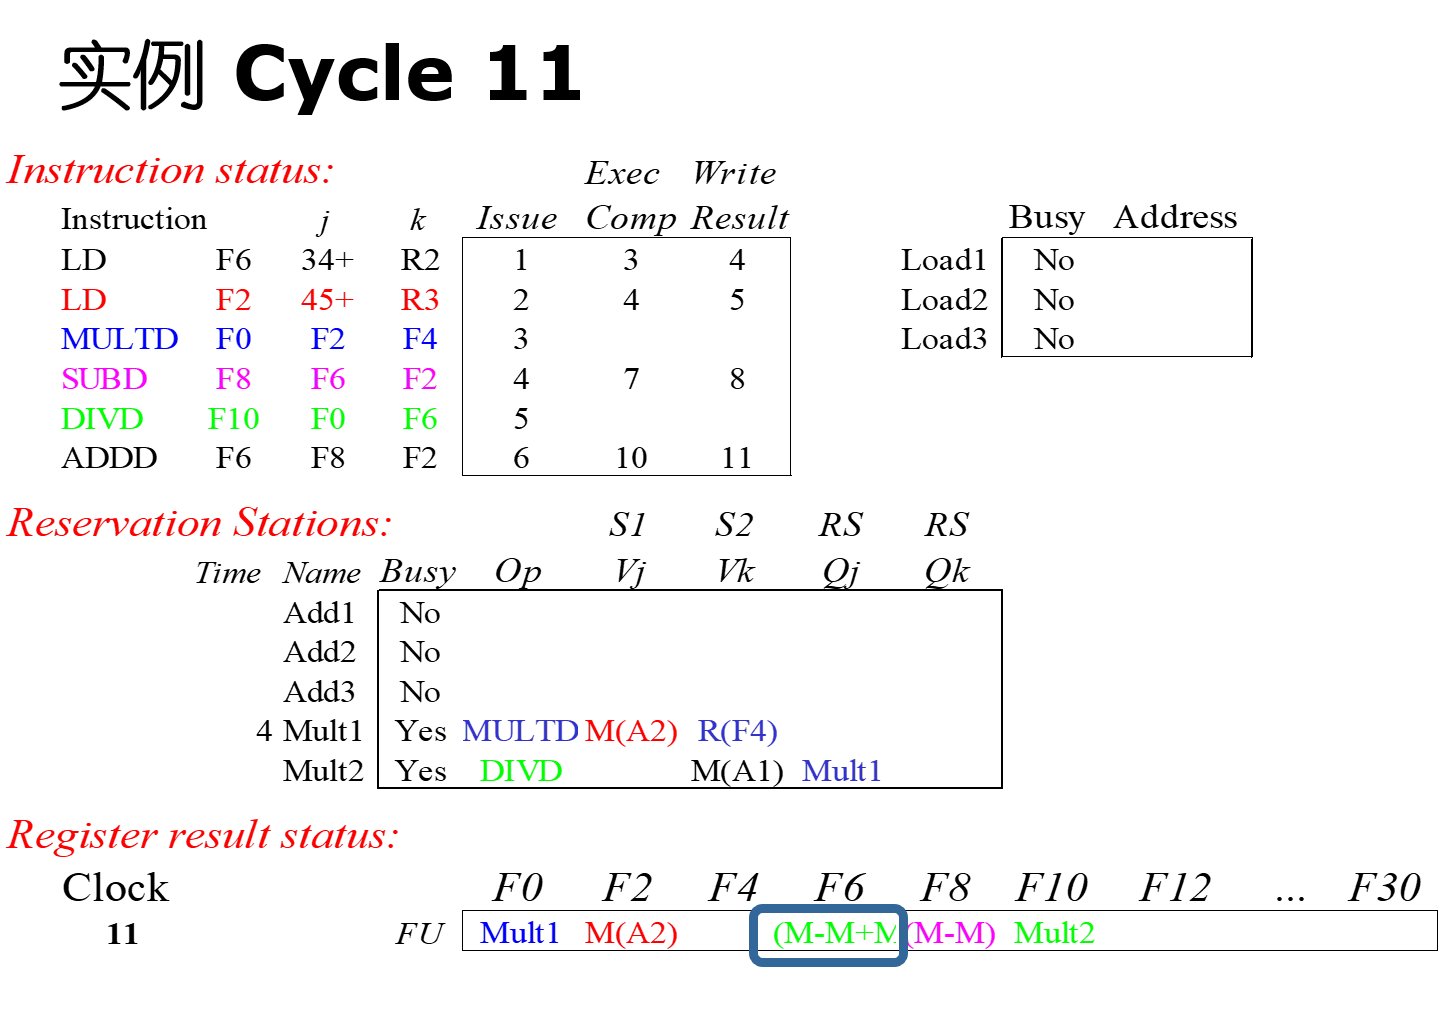 实例 Cycle 11
Instruction status:
Exec Write
Instruction j k Issue Comp Result Busy Address
LD F6 34+ R2 1 3 4 Load1 No
LD F2 45+ R3 2 4 5 Load2 No
MULTD F0 F2 F4 3 Load3 No
SUBD F8 F6 F2 4 7 8
DIVD F10 F0 F6 5
ADDD F6 F8 F2 6 10 11
Reservation Stations: S1 S2 RS RS
Time Name Busy Op Vj Vk Qj Qk
Add1 No
Add2 No
Add3 No
4 Mult1 Yes MULTD M(A2) R(F4)
Mult2 Yes DIVD M(A1) Mult1
Register result status:
Clock F0 F2 F4 F6 F8 F10 F12 ... F30
11 FU Mult1 M(A2) (M-M+M (M-M) Mult2